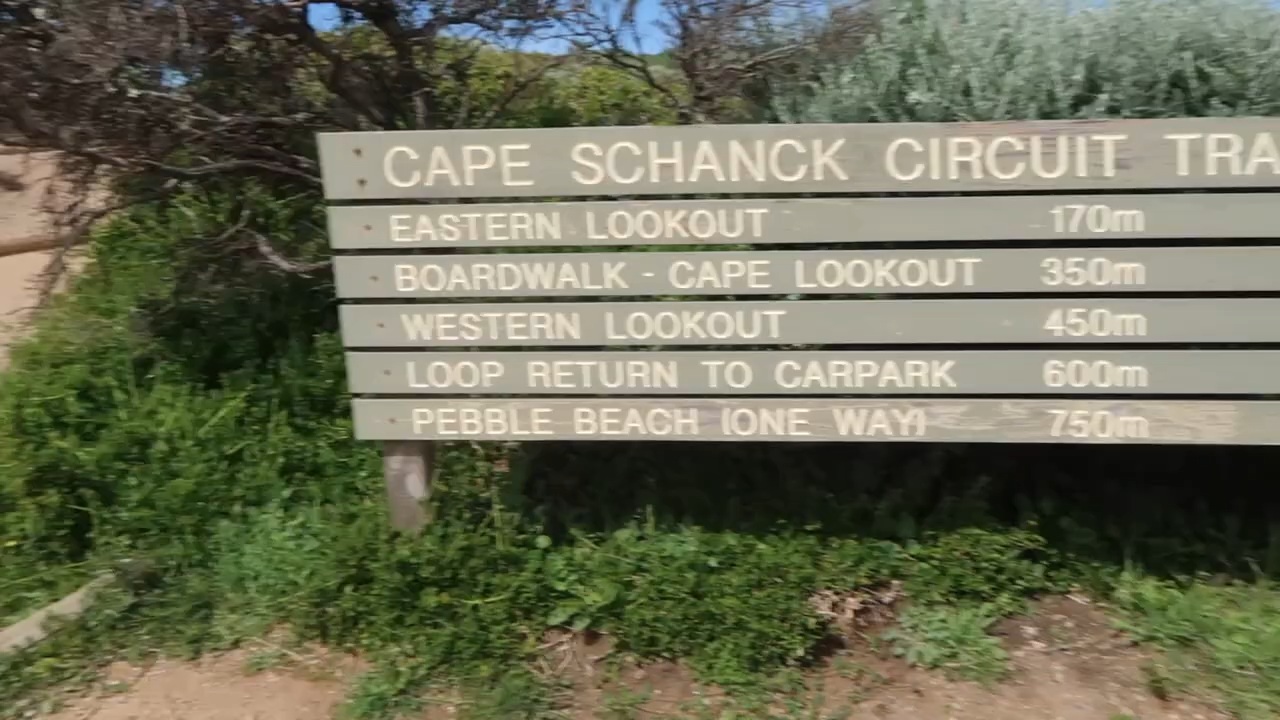 CAPE SCHANCK CIRCUIT TRA
EASTERN LOOKOUT 170m
BOARDWALK - CAPE LOOKOUT 350m
WESTERN LOOKOUT 450m
LOOP RETURN TO CARPARK 600m
PEBBLE BEACH (ONE WAY) 750m